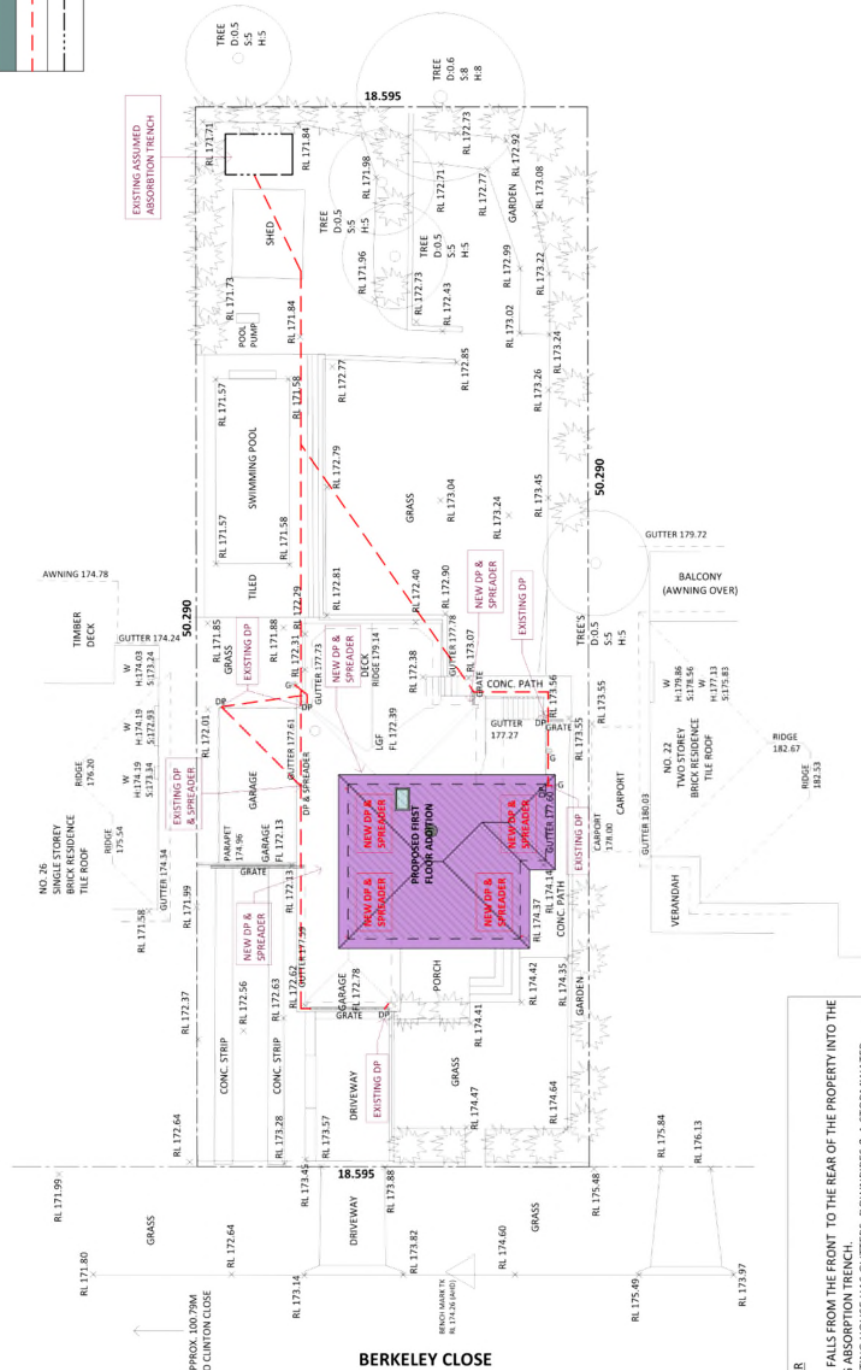 TREE
D:0.5
S:5
H:5
TREE
D:0.6
S:8
H:8
18.595
EXISTING ASSUMED
ABSORBTION TRENCH
RL 171.71
RL 171.84
RL 171.98
RL 172.73
RL 172.71
RL 172.92
RL 172.77
RL 173.08
GARDEN
SHED
TREE
D:0.5
S:5
H:5
TREE
D:0.5
S:5
H:5
RL 171.96
RL 172.99
RL 173.22
RL 171.73
POOL
PUMP
RL 171.84
RL 172.73
RL 172.43
RL 173.02
RL 173.24
RL 172.77
RL 172.85
RL 173.26
RL 171.57
RL 171.58
SWIMMING POOL
RL 172.79
GRASS
RL 173.04
RL 173.24
RL 173.45
50.290
RL 171.57
RL 171.58
TILED
RL 172.81
RL 172.40
RL 172.90
NEW DP &
SPREADER
EXISTING DP
GUTTER 179.72
BALCONY
(AWNING OVER)
AWNING 174.78
TIMBER
DECK
GUTTER 174.24
50.290
RL 171.85
GRASS
RL 171.88
EXISTING DP
RL 172.29
RL 172.31
G
DP
GUTTER 177.73
NEW DP &
SPREADER
DECK
RIDGE 179.14
RL 172.38
GUTTER 177.78
RL 173.07
GRATE
CONC. PATH
RL 173.56
TREE'S
D:0.5
S:5
H:5
W
H:174.03
S:173.24
W
H:174.19
S:172.93
W
H:174.19
S:173.34
RIDGE
176.20
RIDGE
175.54
NO. 26
SINGLE STOREY
BRICK RESIDENCE
TILE ROOF
GUTTER 174.34
RL 171.58
EXISTING DP
& SPREADER
DP
RL 172.01
GARAGE
GUTTER 177.61
DP & SPREADER
LGF
FL 172.39
GUTTER
177.27
DP
GRATE
G
RL 173.55
RL 173.55
CARPORT
CARPORT
178.00
GUTTER 180.03
W
H:179.86
S:178.56
W
H:177.13
S:175.83
NO. 22
TWO STOREY
BRICK RESIDENCE
TILE ROOF
RIDGE
182.67
RIDGE
182.53
VERANDAH
PARAPET
174.96
GARAGE
FL 172.13
GRATE
RL 172.13
RL 171.99
NEW DP &
SPREADER
NEW DP &
SPREADER
NEW DP &
SPREADER
PROPOSED FIRST
FLOOR ADDITION
NEW DP &
SPREADER
NEW DP &
SPREADER
GUTTER 177.60
G
EXISTING DP
RL 174.14
RL 174.37
CONC. PATH
GUTTER 177.59
RL 172.37
RL 172.56
RL 172.63
RL 172.62
GARAGE
FL 172.78
GRATE
DP
PORCH
RL 174.42
RL 174.35
RL 174.41
GARDEN
CONC. STRIP
CONC. STRIP
RL 172.64
RL 173.28
RL 173.57
DRIVEWAY
EXISTING DP
GRASS
RL 174.47
RL 174.64
RL 173.45
18.595
RL 173.88
RL 175.48
RL 175.84
RL 176.13
RL 171.99
GRASS
RL 171.80
RL 172.64
DRIVEWAY
RL 173.14
RL 173.82
RL 174.60
GRASS
RL 175.49
RL 173.97
BENCH MARK TK
RL 174.26 (AHD)
PPROX. 100.79M
O CLINTON CLOSE
BERKELEY CLOSE
R
FALLS FROM THE FRONT TO THE REAR OF THE PROPERTY INTO THE
ABSORPTION TRENCH.